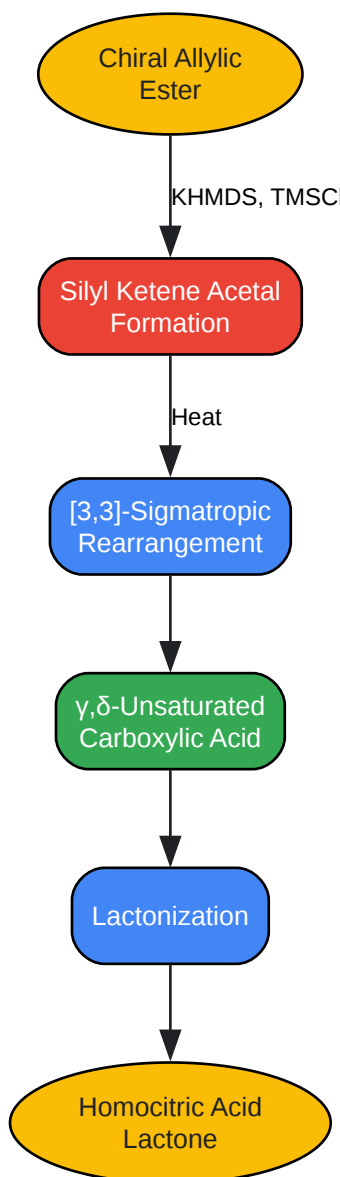 Chiral Allylic
Ester
KHMDS, TMSCl
Silyl Ketene Acetal
Formation
Heat
[3,3]-Sigmatropic
Rearrangement
γ,δ-Unsaturated
Carboxylic Acid
Lactonization
Homocitric Acid
Lactone